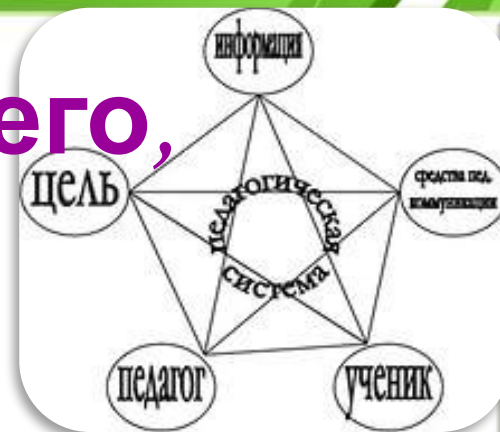 информация
его,
цель
средства пед.
коммуникации
педагогическая
система
педагог
ученик